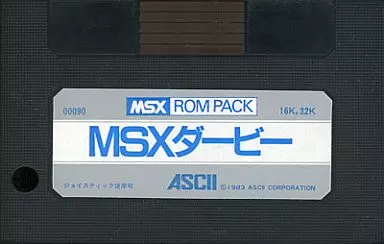 00090 MSX ROM PACK 16K, 32K
MSXダービー
ジョイスティック使用可 ASCII ©1983 ASCII CORPORATION